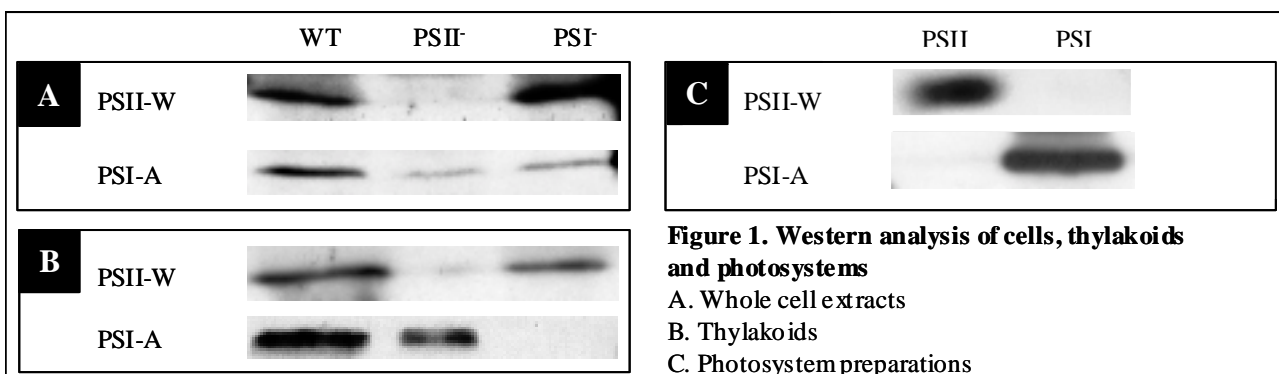 WT PSII- PSI-
A
PSII-W
PSI-A
B
PSII-W
PSI-A
PSII PSI
C
PSII-W
PSI-A
Figure 1. Western analysis of cells, thylakoids
and photosystems
A. Whole cell extracts
B. Thylakoids
C. Photosystem preparations